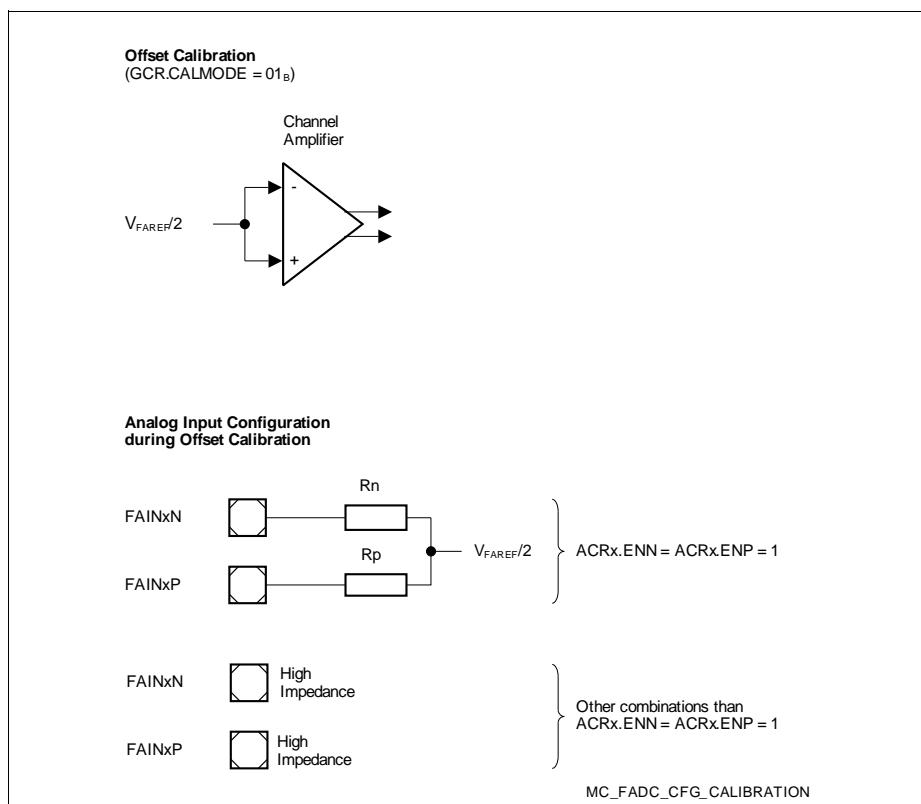 Offset Calibration
(GCR.CALMODE = 01B)
Channel
Amplifier
-
VFAREF/2
+
Analog Input Configuration
during Offset Calibration
Rn
FAINxN
VFAREF/2
ACRx.ENN = ACRx.ENP = 1
Rp
FAINxP
FAINxN
High
Impedance
Other combinations than
ACRx.ENN = ACRx.ENP = 1
FAINxP
High
Impedance
MC_FADC_CFG_CALIBRATION